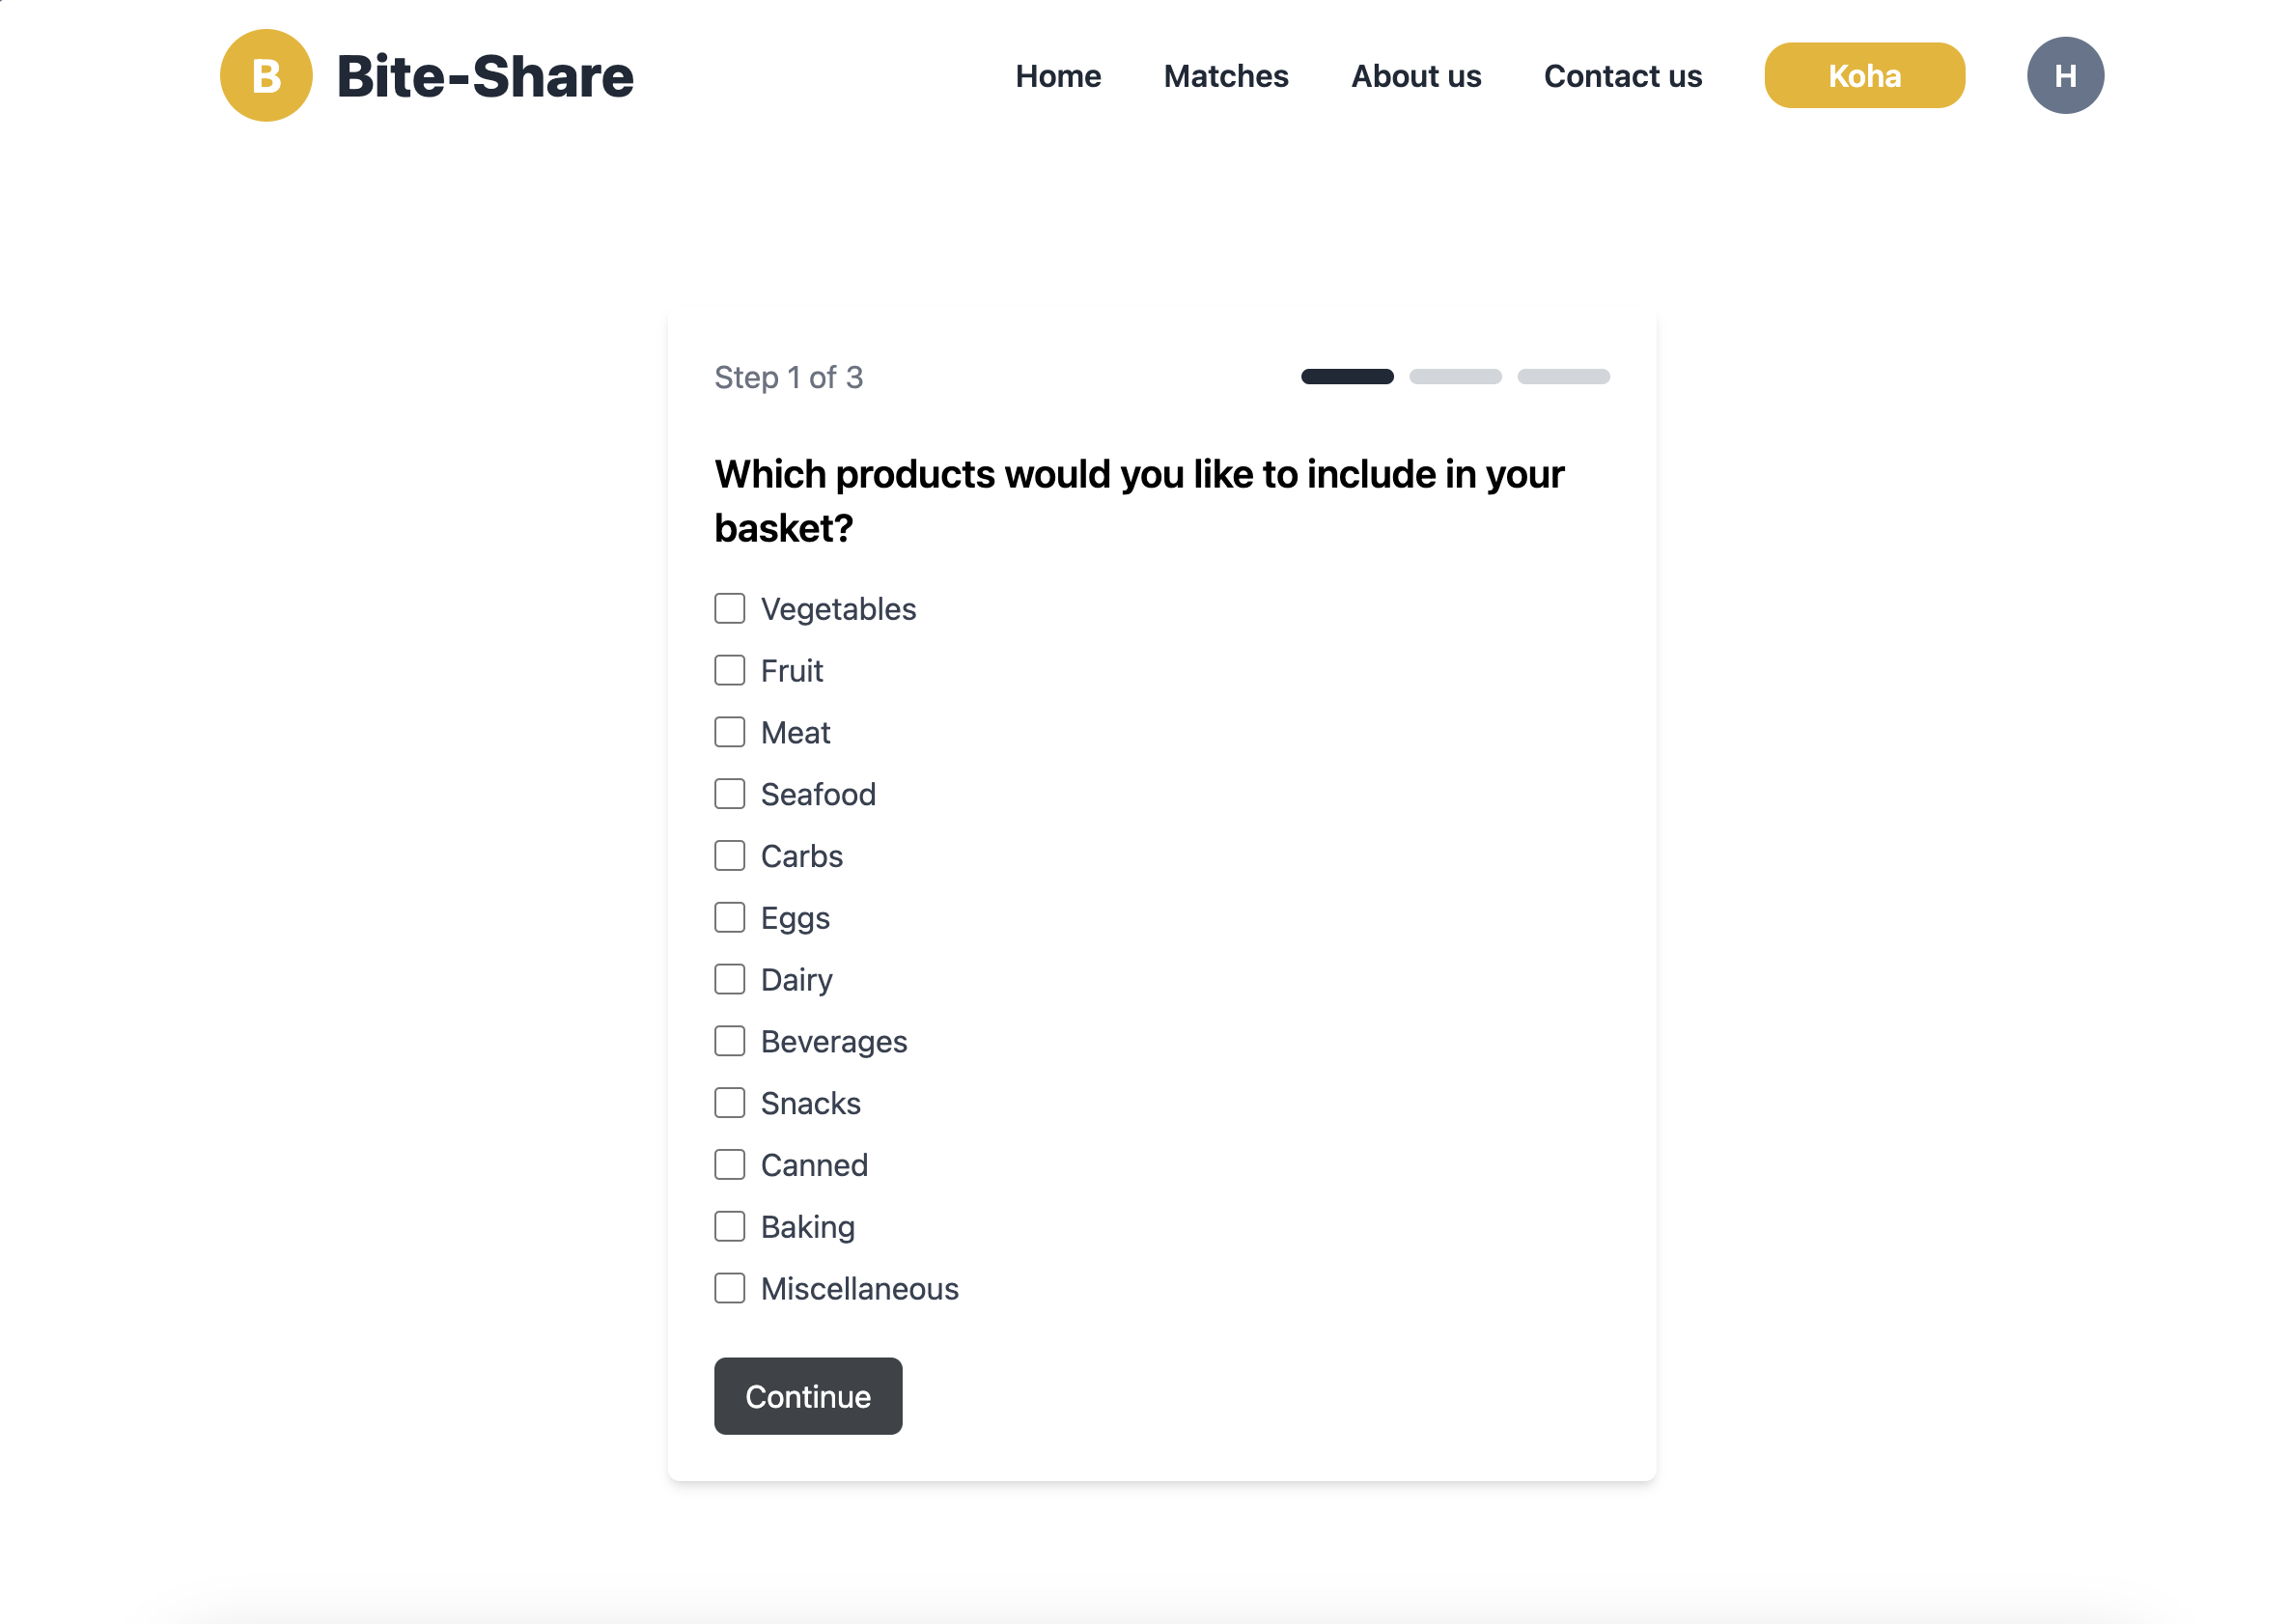 B Bite-Share Home Matches About us Contact us Koha H
Step 1 of 3
Which products would you like to include in your
basket?
Vegetables
Fruit
Meat
Seafood
Carbs
Eggs
Dairy
Beverages
Snacks
Canned
Baking
Miscellaneous
Continue